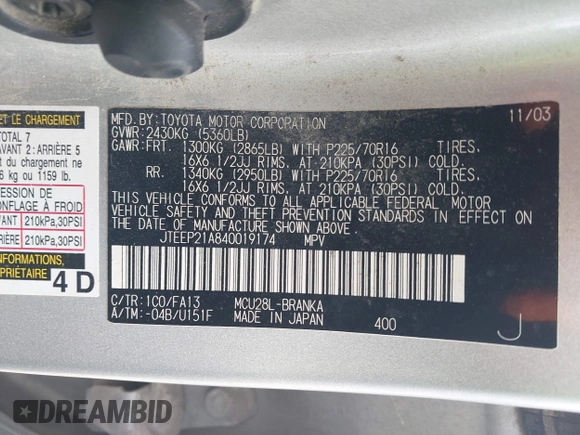 ET LE CHARGEMENT
TOTAL 7
AVANT 2: ARRIÈRE 5
du chargement ne
6 kg ou 1159 lb.
ESSION DE
ONFLAGE À FROID
VANT 210kPa,30PSI
RIÈRE 210kPa,30PSI
PRIÉTAIRE
4 D
MFD. BY: TOYOTA MOTOR CORPORATION 11/03
GVWR: 2430KG (5360LB)
GAWR: FRT. 1300KG (2865LB) WITH P225/70R16 TIRES.
16X6 1/2JJ RIMS, AT 210KPA (30PSI) COLD.
RR. 1340KG (2950LB) WITH P225/70R16 TIRES.
16X6 1/2JJ RIMS, AT 210KPA (30PSI) COLD.
THIS VEHICLE CONFORMS TO ALL APPLICABLE FEDERAL MOTOR
VEHICLE SAFETY AND BUMPER STANDARDS IN EFFECT ON
THE DATE OF MANUFACTURE SHOWN ABOVE.
JTEEP21A840019174 MPV
C/TR: 1C0/FA13 MCU28L-BRANKA
A/TM: -04B/U151F MADE IN JAPAN 400
J
DREAMBID